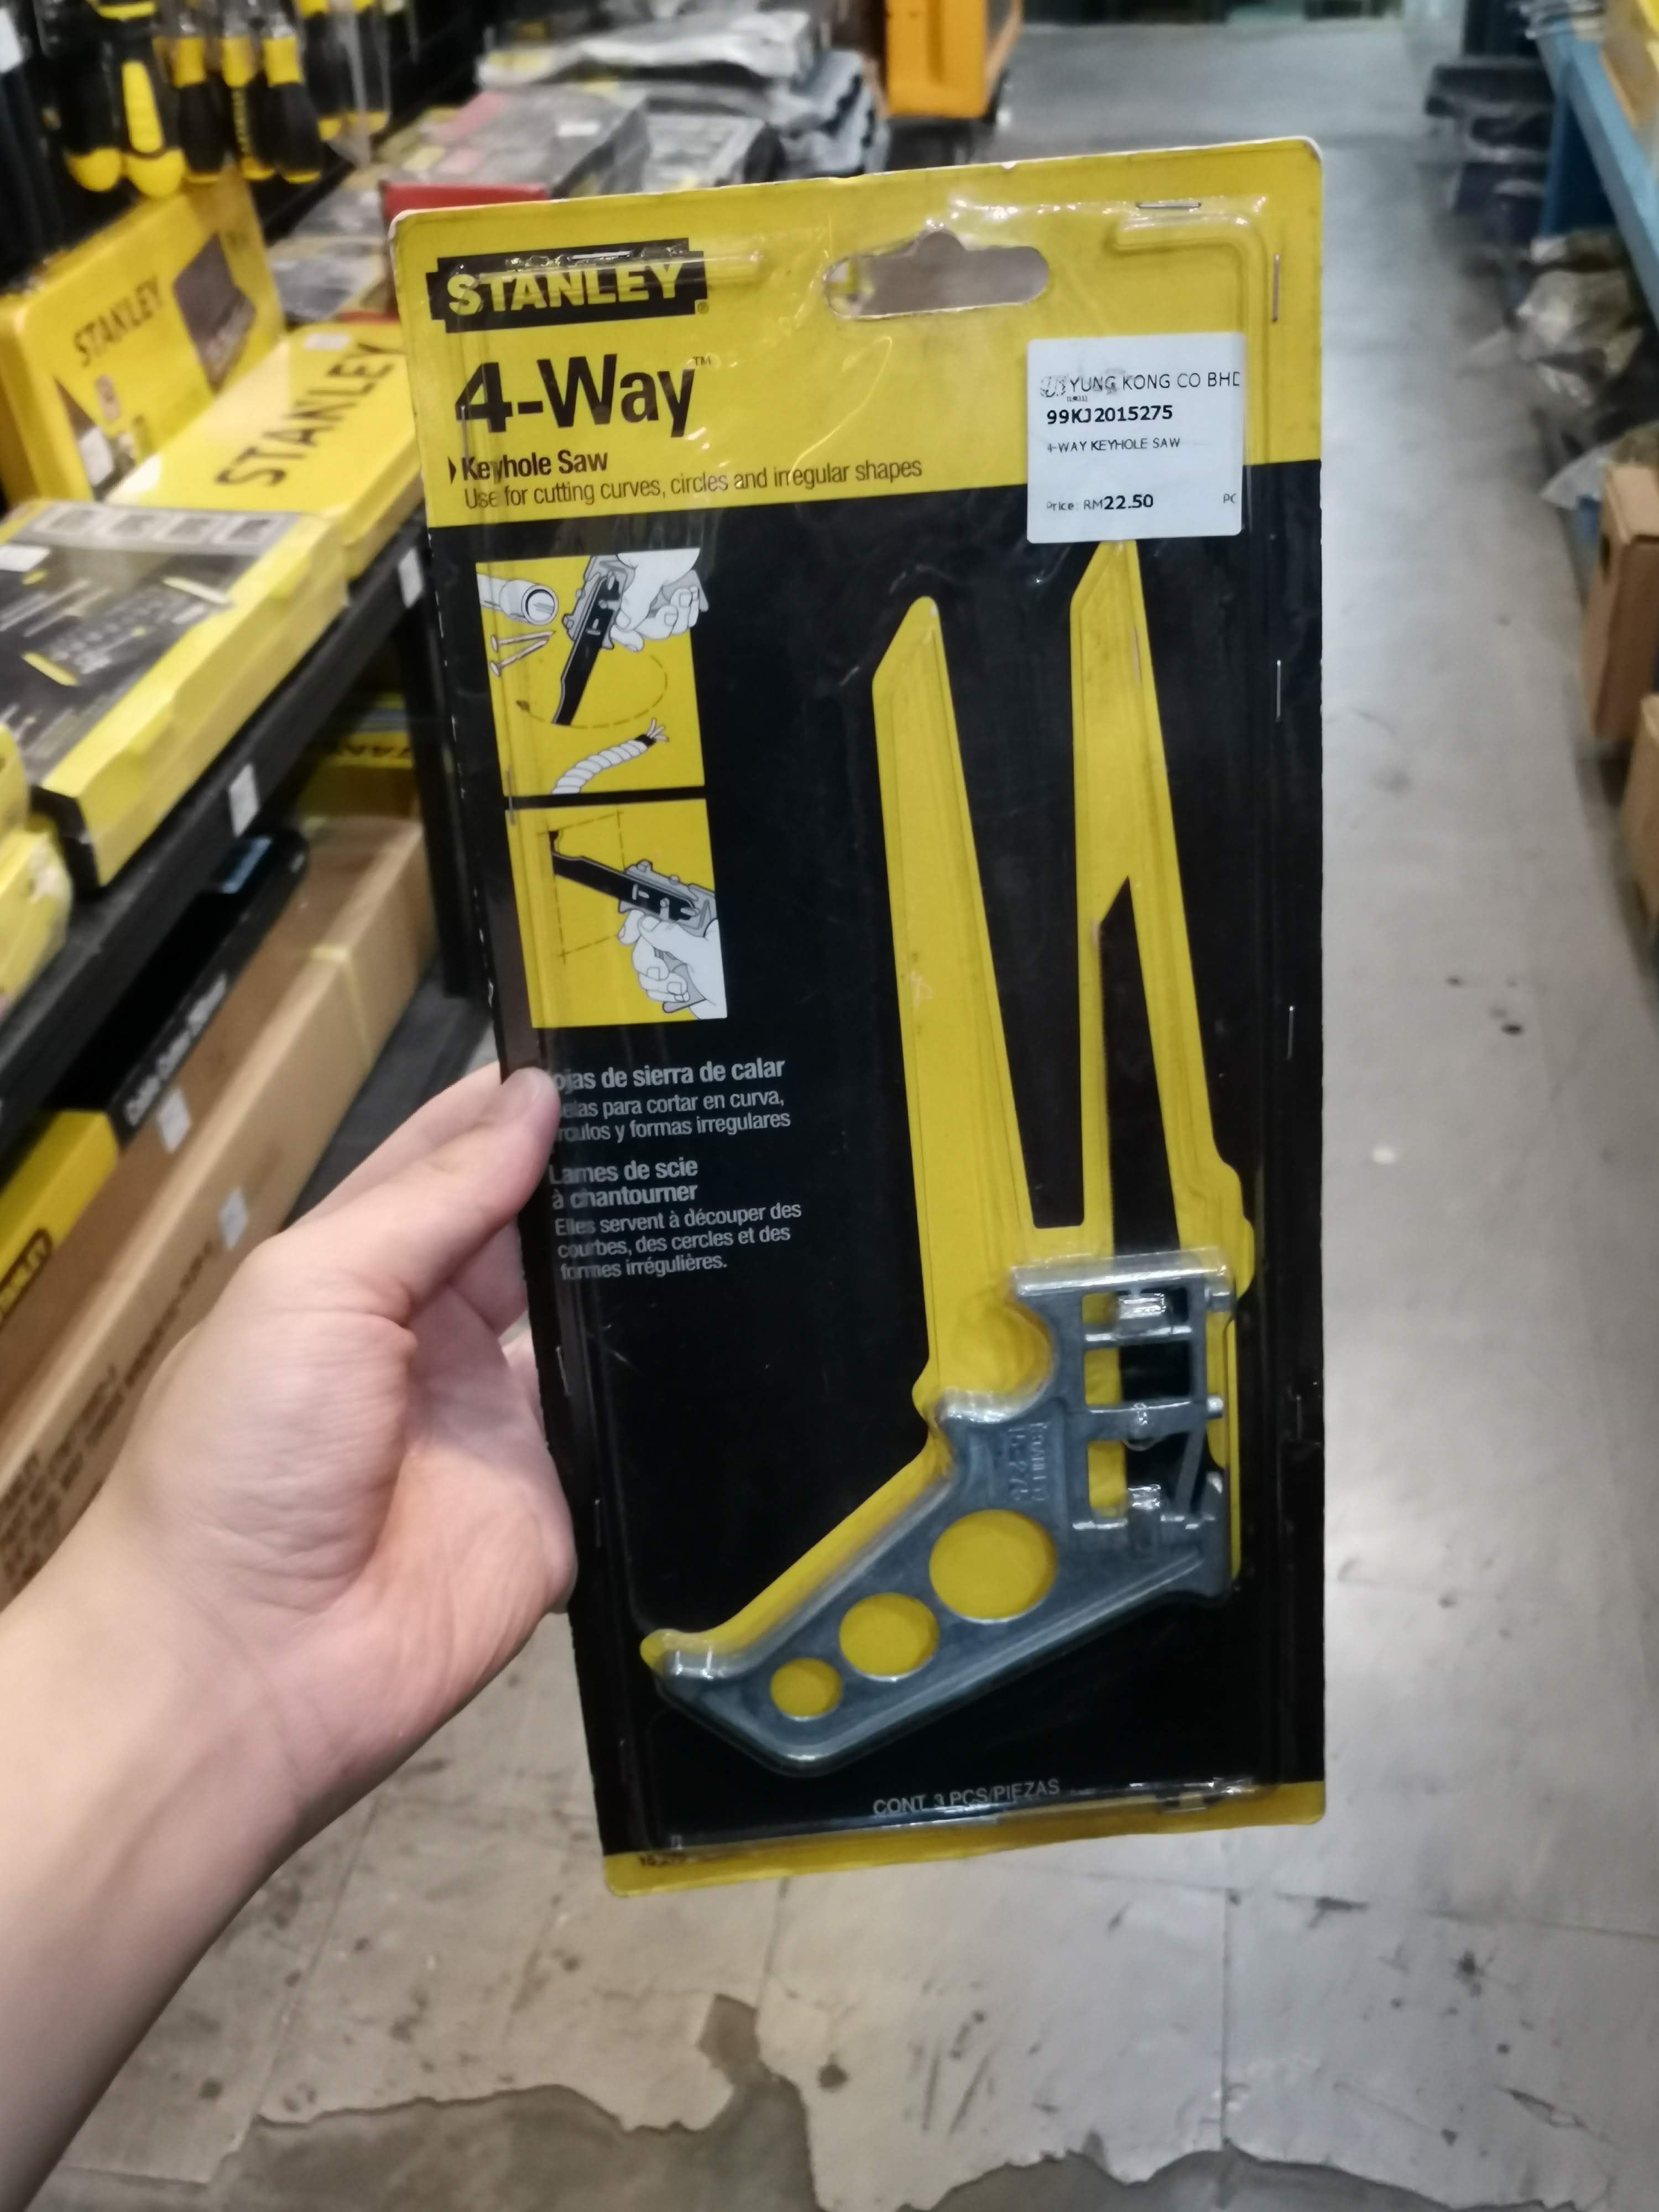 STANLEY
4-Way™
Keyhole Saw
Use for cutting curves, circles and irregular shapes
YUNG KONG CO BHD
99KJ2015275
4-WAY KEYHOLE SAW
Price: RM22.50 PC
ojas de sierra de calar
elas para cortar en curva,
rculos y formas irregulares
Lames de scie
à chantourner
Elles servent à découper des
courbes, des cercles et des
formes irrégulières.
CONT. 3 PCS/PIEZAS
STANLEY
STANLEY
STANLEY